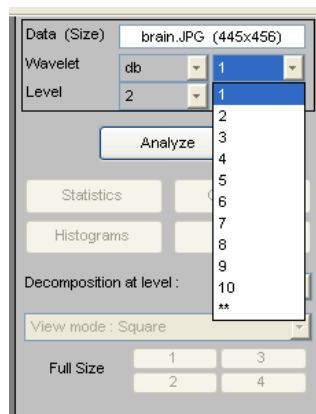 Data (Size) brain.JPG (445x456)
Wavelet db 1
Level 2 1
2
Analyze 3
4
Statistics 5
6
Histograms 7
8
9
Decomposition at level : 10
**
View mode : Square
Full Size 1 3
2 4